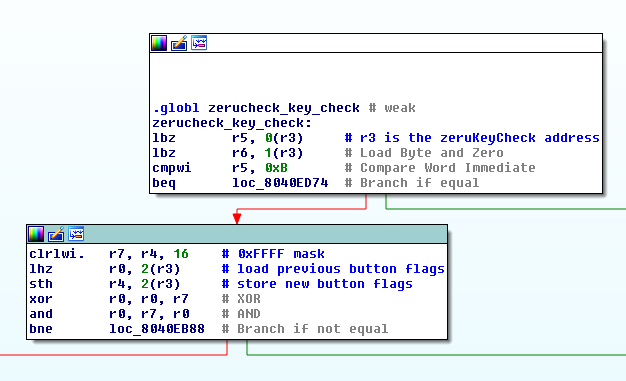 .globl zerucheck_key_check # weak
zerucheck_key_check:
lbz r5, 0(r3) # r3 is the zeruKeyCheck address
lbz r6, 1(r3) # Load Byte and Zero
cmpwi r5, 0xB # Compare Word Immediate
beq loc_8040ED74 # Branch if equal
clrlwi. r7, r4, 16 # 0xFFFF mask
lhz r0, 2(r3) # load previous button flags
sth r4, 2(r3) # store new button flags
xor r0, r0, r7 # XOR
and r0, r7, r0 # AND
bne loc_8040EB88 # Branch if not equal